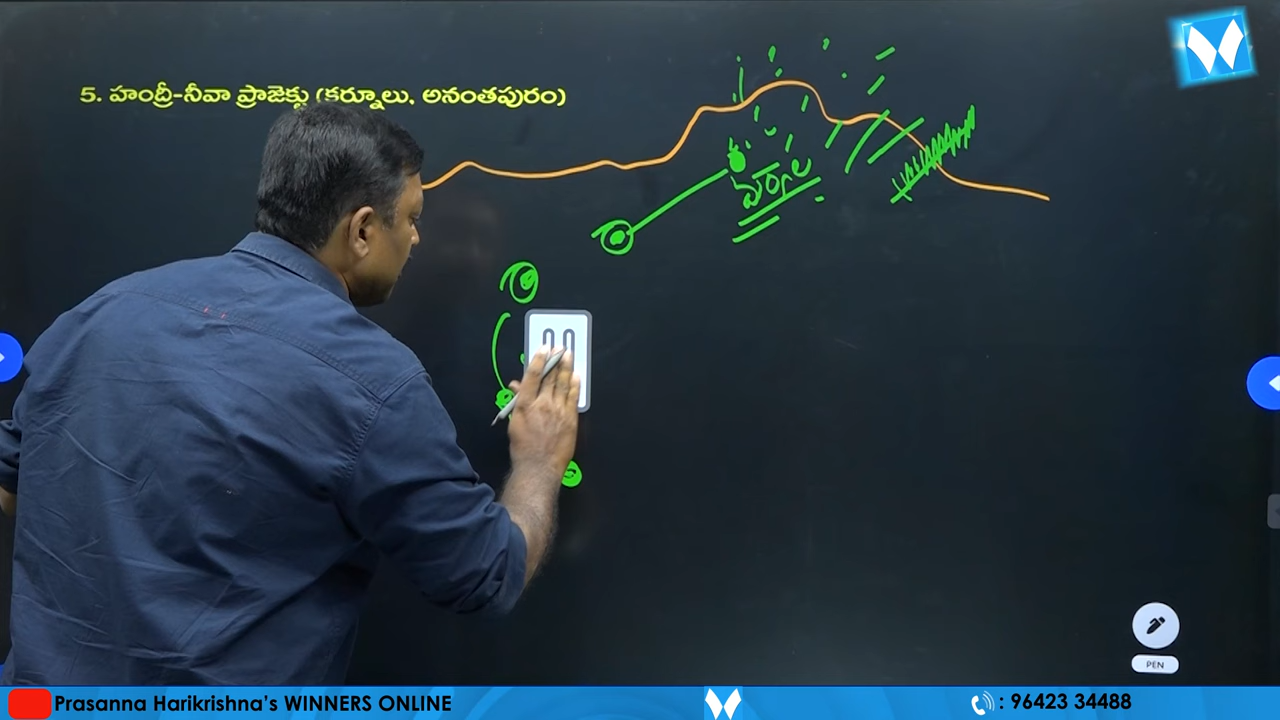 5. హంద్రీ-నీవా ప్రాజెక్టు (కర్నూలు, అనంతపురం)
PEN
Prasanna Harikrishna's WINNERS ONLINE
: 96423 34488